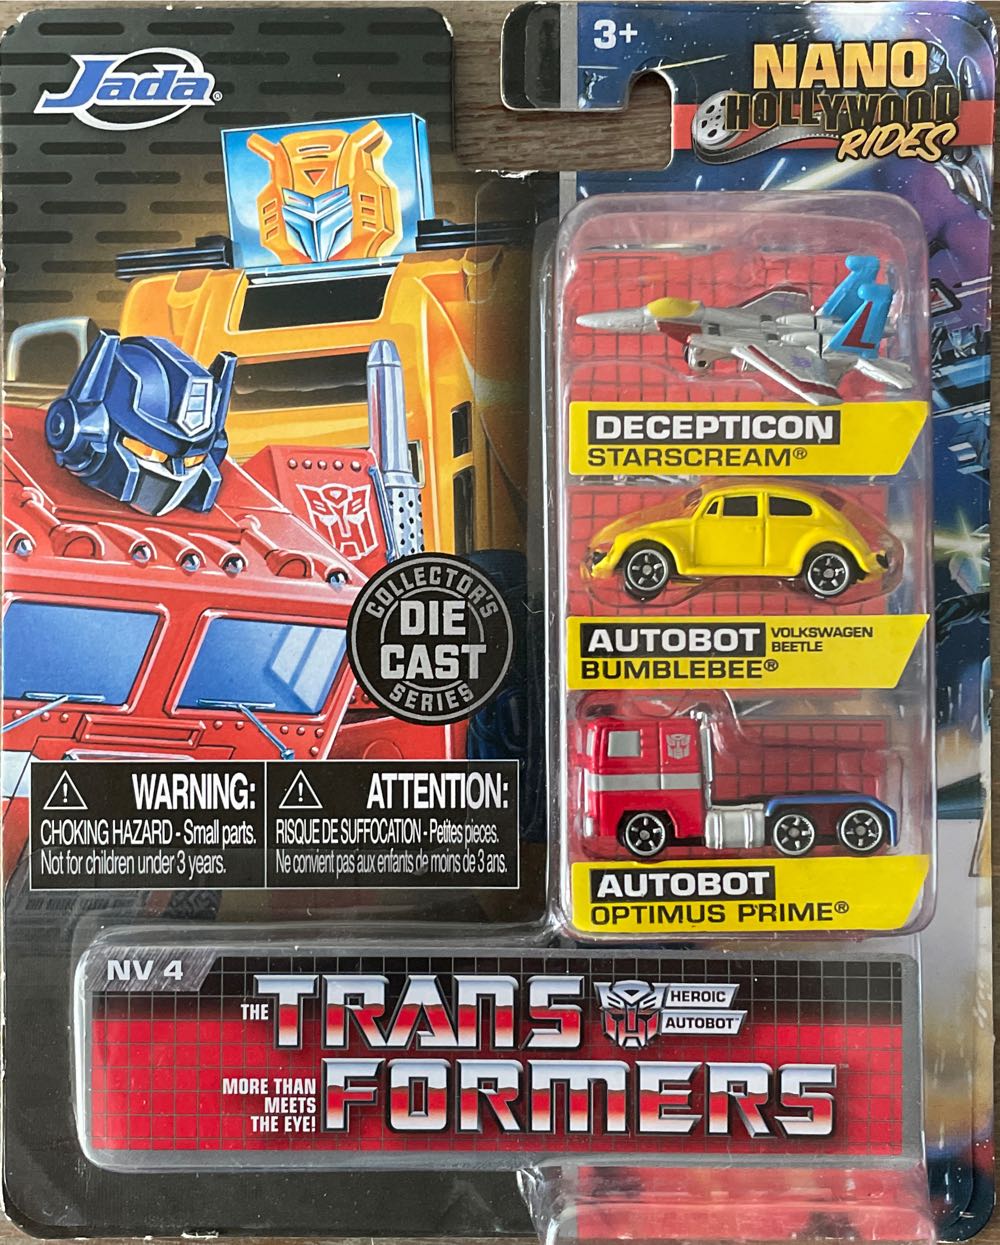 Jada®
3+
NANO
HOLLYWOOD
RIDES
DECEPTICON
STARSCREAM®
AUTOBOT VOLKSWAGEN BEETLE
BUMBLEBEE®
AUTOBOT
OPTIMUS PRIME®
COLLECTOR'S
DIE
CAST
SERIES
WARNING:
CHOKING HAZARD - Small parts.
Not for children under 3 years.
ATTENTION:
RISQUE DE SUFFOCATION - Petites pièces.
Ne convient pas aux enfants de moins de 3 ans.
NV 4
THE TRANS
HEROIC
AUTOBOT™
MORE THAN
MEETS
THE EYE!
FORMERS